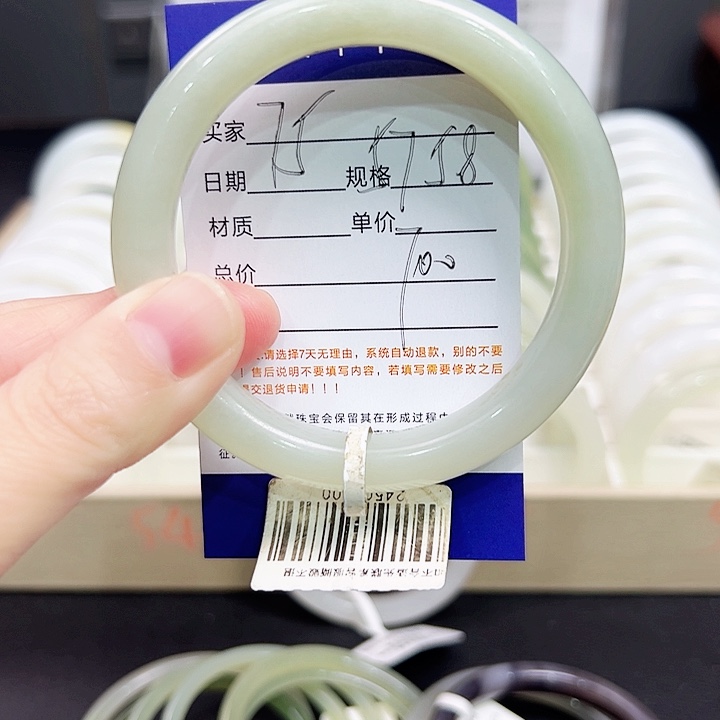 买家 75
日期 规格 57 58
材质 单价 700
总价
请选择7天无理由，系统自动退款，别的不要
！售后说明不要填写内容，若填写需要修改之后
交退货申请！！！
珠宝会保留其在形成过程中
征。
54